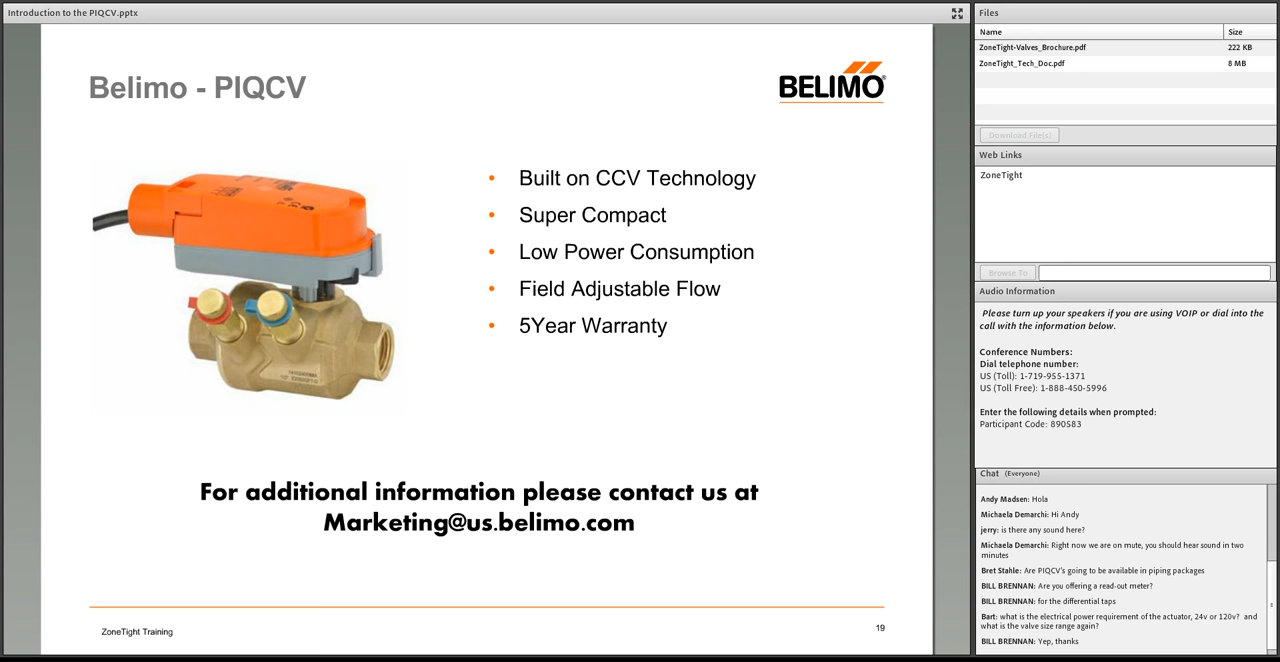 Introduction to the PIQCV.pptx
Belimo - PIQCV
BELIMO®
• Built on CCV Technology
• Super Compact
• Low Power Consumption
• Field Adjustable Flow
• 5Year Warranty
For additional information please contact us at
Marketing@us.belimo.com
ZoneTight Training
19
Files
Name Size
ZoneTight-Valves_Brochure.pdf 222 KB
ZoneTight_Tech_Doc.pdf 8 MB
Download File(s)
Web Links
ZoneTight
Browse To
Audio Information
Please turn up your speakers if you are using VOIP or dial into the
call with the information below.
Conference Numbers:
Dial telephone number:
US (Toll): 1-719-955-1371
US (Toll Free): 1-888-450-5996
Enter the following details when prompted:
Participant Code: 890583
Chat (Everyone)
Andy Madsen: Hola
Michaela Demarchi: Hi Andy
jerry: is there any sound here?
Michaela Demarchi: Right now we are on mute, you should hear sound in two
minutes
Bret Stahle: Are PIQCV's going to be available in piping packages
BILL BRENNAN: Are you offering a read-out meter?
BILL BRENNAN: for the differential taps
Bart: what is the electrical power requirement of the actuator, 24v or 120v? and
what is the valve size range again?
BILL BRENNAN: Yep, thanks